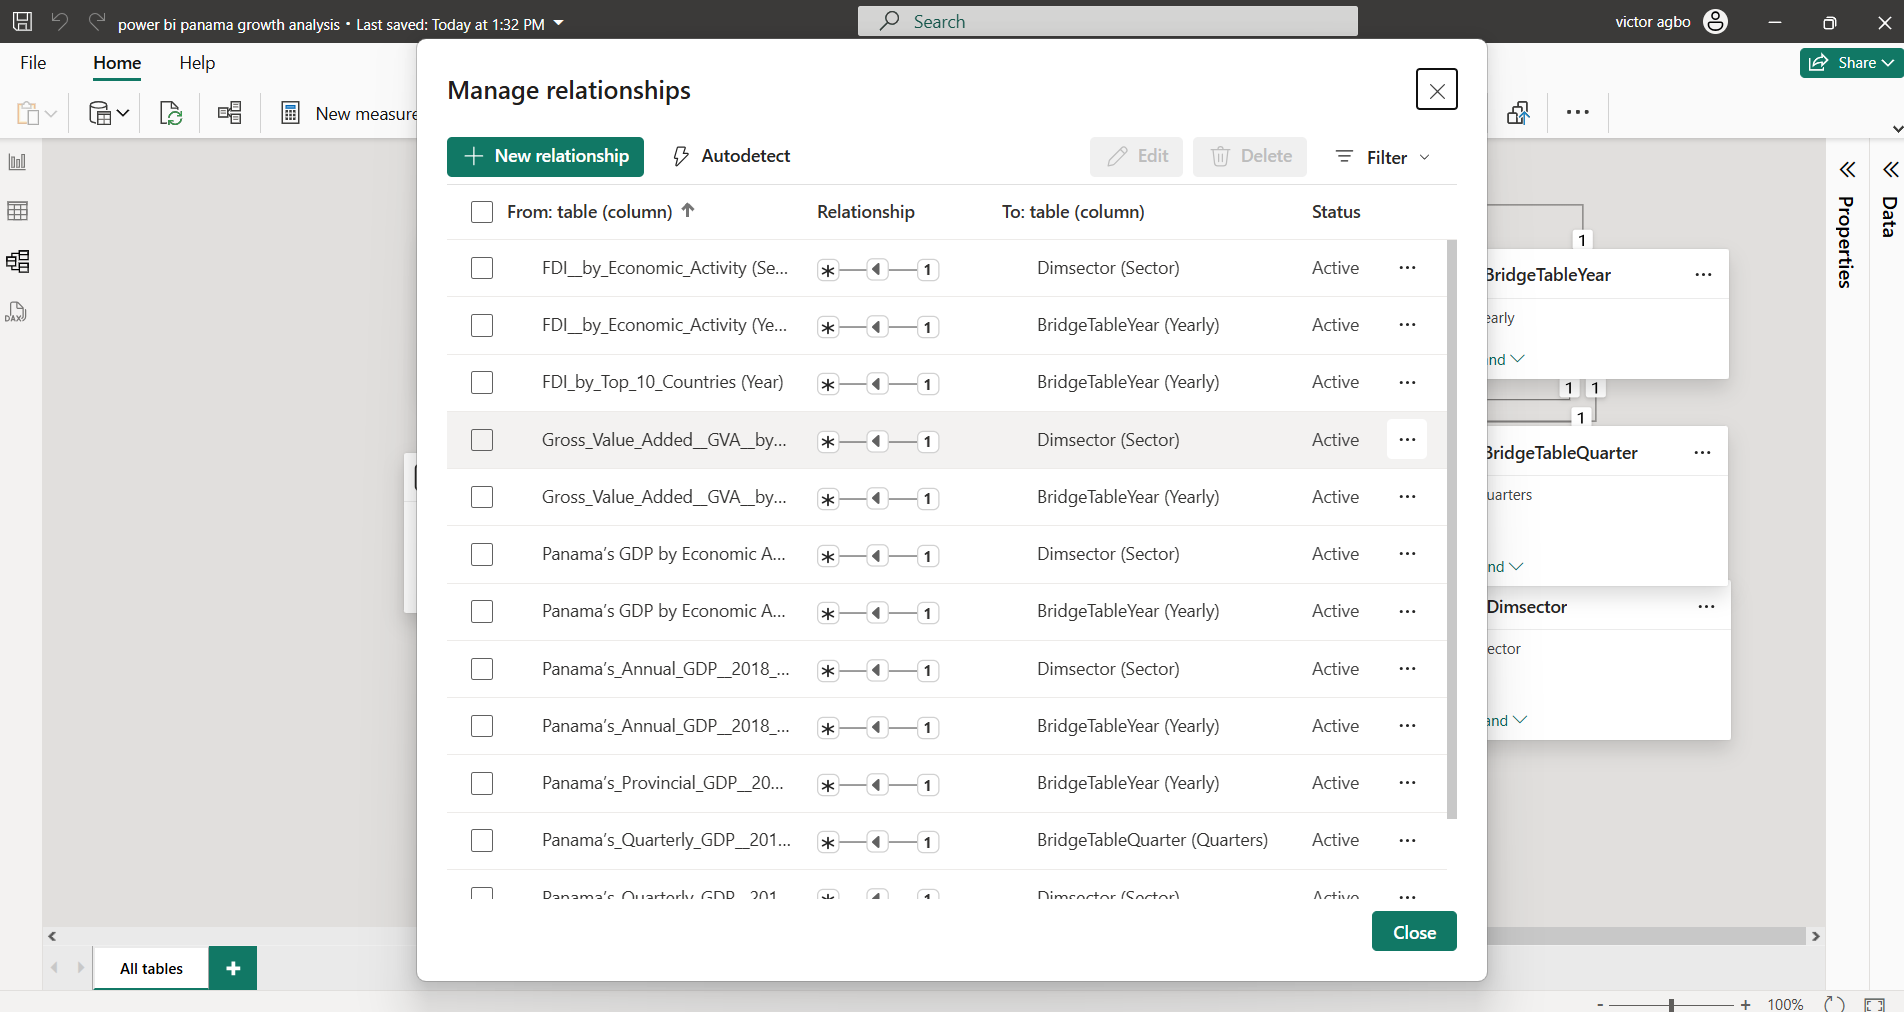 power bi panama growth analysis • Last saved: Today at 1:32 PM
Search
victor agbo
File
Home
Help
Share
New measure
Manage relationships
New relationship
Autodetect
Edit
Delete
Filter
From: table (column)
Relationship
To: table (column)
Status
FDI__by_Economic_Activity (Se...
* 1
Dimsector (Sector)
Active
FDI__by_Economic_Activity (Ye...
* 1
BridgeTableYear (Yearly)
Active
FDI_by_Top_10_Countries (Year)
* 1
BridgeTableYear (Yearly)
Active
Gross_Value_Added__GVA__by...
* 1
Dimsector (Sector)
Active
Gross_Value_Added__GVA__by...
* 1
BridgeTableYear (Yearly)
Active
Panama’s GDP by Economic A...
* 1
Dimsector (Sector)
Active
Panama’s GDP by Economic A...
* 1
BridgeTableYear (Yearly)
Active
Panama’s_Annual_GDP__2018_...
* 1
Dimsector (Sector)
Active
Panama’s_Annual_GDP__2018_...
* 1
BridgeTableYear (Yearly)
Active
Panama’s_Provincial_GDP__20...
* 1
BridgeTableYear (Yearly)
Active
Panama’s_Quarterly_GDP__201...
* 1
BridgeTableQuarter (Quarters)
Active
Panama’s_Quarterly_GDP__201
* 1
Dimsector (Sector)
Active
Close
1
BridgeTableYear
early
nd
1 1
1
BridgeTableQuarter
uarters
nd
Dimsector
ector
and
Properties
Data
DAX
All tables
+
- + 100%